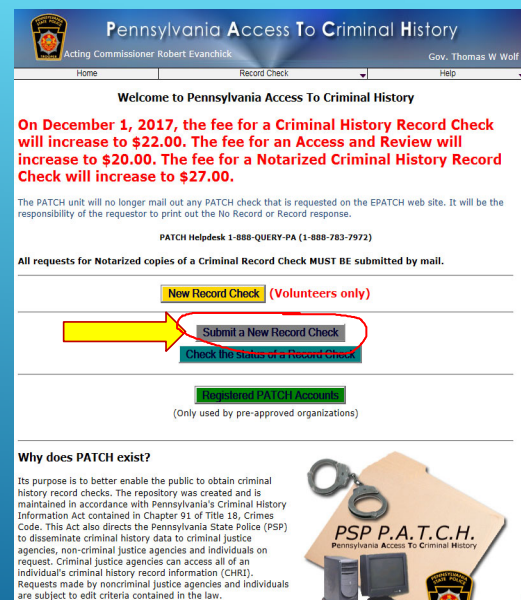 Pennsylvania Access To Criminal History
Acting Commissioner Robert Evanchick
Gov. Thomas W Wolf
Home Record Check Help
Welcome to Pennsylvania Access To Criminal History
On December 1, 2017, the fee for a Criminal History Record Check
will increase to $22.00. The fee for an Access and Review will
increase to $20.00. The fee for a Notarized Criminal History Record
Check will increase to $27.00.
The PATCH unit will no longer mail out any PATCH check that is requested on the EPATCH web site. It will be the
responsibility of the requestor to print out the No Record or Record response.
PATCH Helpdesk 1-888-QUERY-PA (1-888-783-7972)
All requests for Notarized copies of a Criminal Record Check MUST BE submitted by mail.
New Record Check (Volunteers only)
Submit a New Record Check
Check the status of a Record Check
Registered PATCH Accounts
(Only used by pre-approved organizations)
Why does PATCH exist?
Its purpose is to better enable the public to obtain criminal
history record checks. The repository was created and is
maintained in accordance with Pennsylvania's Criminal History
Information Act contained in Chapter 91 of Title 18, Crimes
Code. This Act also directs the Pennsylvania State Police (PSP)
to disseminate criminal history data to criminal justice
agencies, non-criminal justice agencies and individuals on
request. Criminal justice agencies can access all of an
individual's criminal history record information (CHRI).
Requests made by noncriminal justice agencies and individuals
are subject to edit criteria contained in the law.
PSP P.A.T.C.H.
Pennsylvania Access To Criminal History